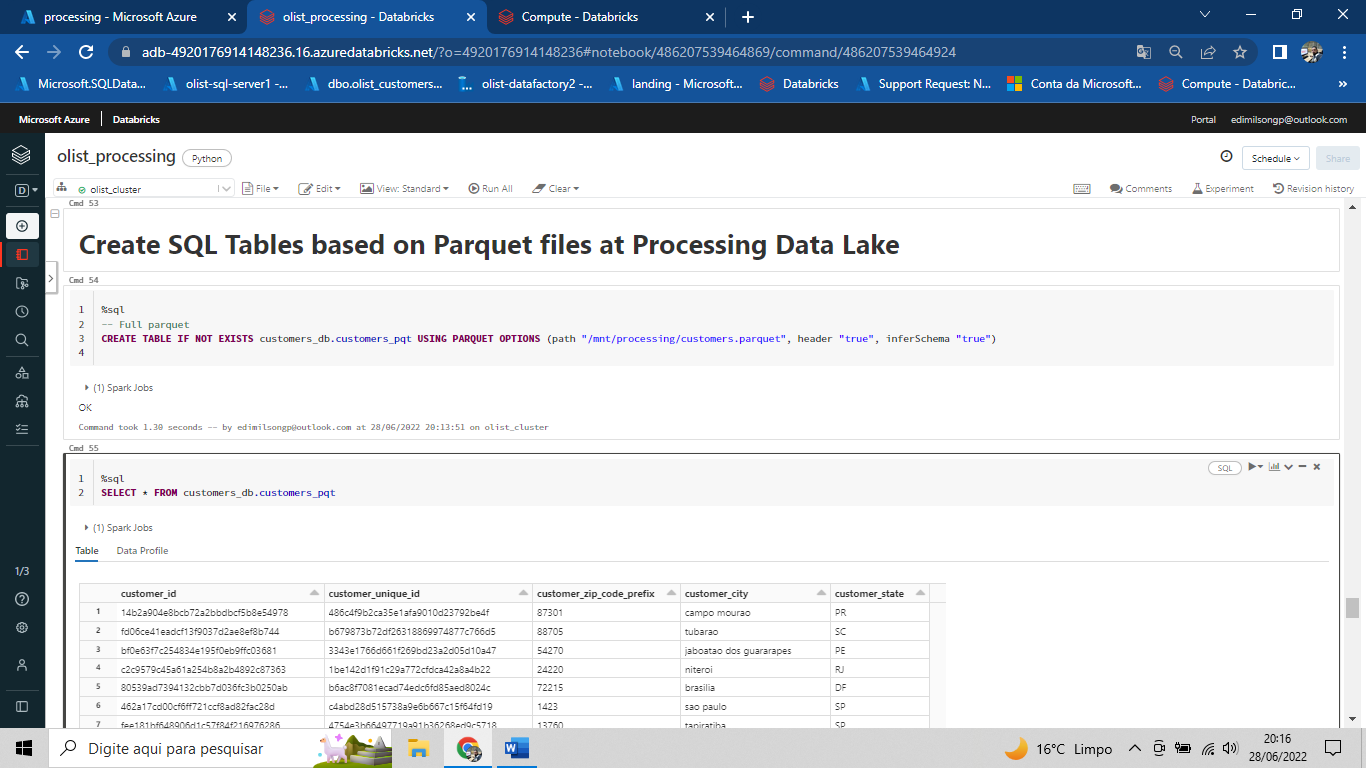 processing - Microsoft Azure
olist_processing - Databricks
Compute - Databricks
adb-4920176914148236.16.azuredatabricks.net/?o=4920176914148236#notebook/486207539464869/command/486207539464924
Microsoft.SQLData...
olist-sql-server1 -...
dbo.olist_customers...
olist-datafactory2 -...
landing - Microsoft...
Databricks
Support Request: N...
Conta da Microsoft...
Compute - Databric...
»
Microsoft Azure
Databricks
Portal
edimilsongp@outlook.com
olist_processing
Python
Schedule
Share
D
olist_cluster
File
Edit
View: Standard
Run All
Clear
Comments
Experiment
Revision history
Cmd 53
Create SQL Tables based on Parquet files at Processing Data Lake
Cmd 54
1 %sql
2 -- Full parquet
3 CREATE TABLE IF NOT EXISTS customers_db.customers_pqt USING PARQUET OPTIONS (path "/mnt/processing/customers.parquet", header "true", inferSchema "true")
4
(1) Spark Jobs
OK
Command took 1.30 seconds -- by edimilsongp@outlook.com at 28/06/2022 20:13:51 on olist_cluster
Cmd 55
SQL
1 %sql
2 SELECT * FROM customers_db.customers_pqt
(1) Spark Jobs
Table Data Profile
customer_id customer_unique_id customer_zip_code_prefix customer_city customer_state
1 14b2a904e8bcb72a2bbdbcf5b8e54978 486c4f9b2ca35e1afa9010d23792be4f 87301 campo mourao PR
2 fd06ce41eadcf13f9037d2ae8ef8b744 b679873b72df26318869974877c766d5 88705 tubarao SC
3 bf0e63f7c254834e195f0eb9ffc03681 3343e1766d661f269bd23a2d05d10a47 54270 jaboatao dos guararapes PE
4 c2c9579c45a61a254b8a2b4892c87363 1be142d1f91c29a772cfdca42a8a4b22 24220 niteroi RJ
5 80539ad7394132cbb7d036fc3b0250ab b6ac8f7081ecad74edc6fd85aed8024c 72215 brasilia DF
6 462a17cd00cf6ff721ccf8ad82fac28d c4abd28d515738a9e6b667c15f64fd19 1423 sao paulo SP
7 fee181bf648906d1c57f84f216976286 4754e3b66497719a91b36268ed9c5718 13760 tapiratiba SP
1/3
Digite aqui para pesquisar
16°C Limpo
20:16
28/06/2022